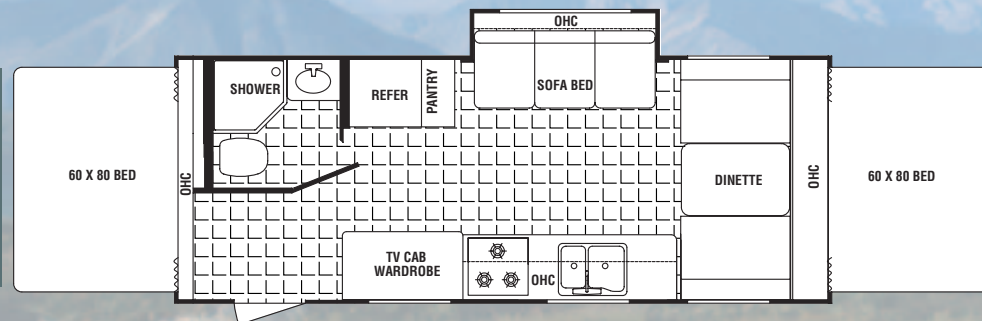 OHC
SHOWER
REFER
PANTRY
SOFA BED
60 X 80 BED
OHC
DINETTE
OHC
60 X 80 BED
TV CAB
WARDROBE
OHC